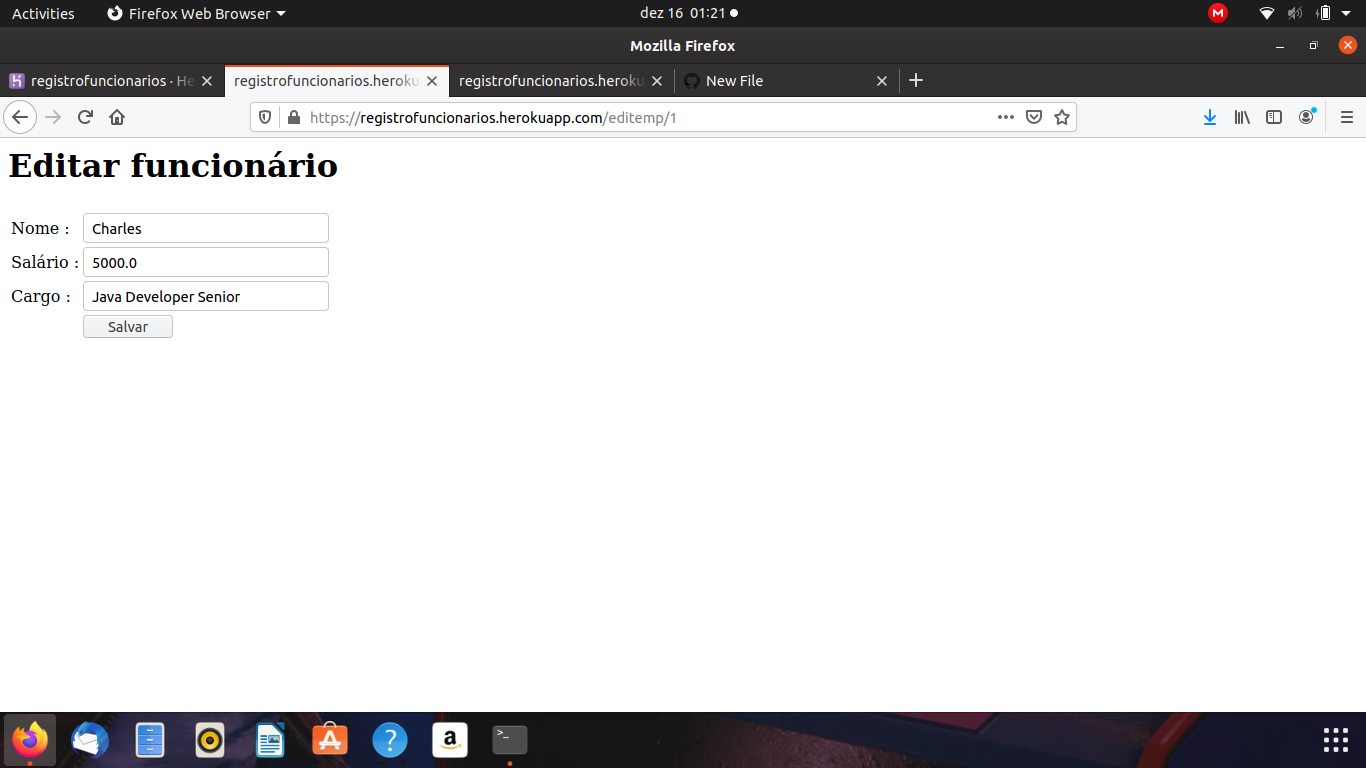 Activities Firefox Web Browser dez 16 01:21
Mozilla Firefox
registrofuncionarios · He registrofuncionarios.heroku registrofuncionarios.heroku New File
https://registrofuncionarios.herokuapp.com/editemp/1
Editar funcionário
Nome : Charles
Salário : 5000.0
Cargo : Java Developer Senior
Salvar